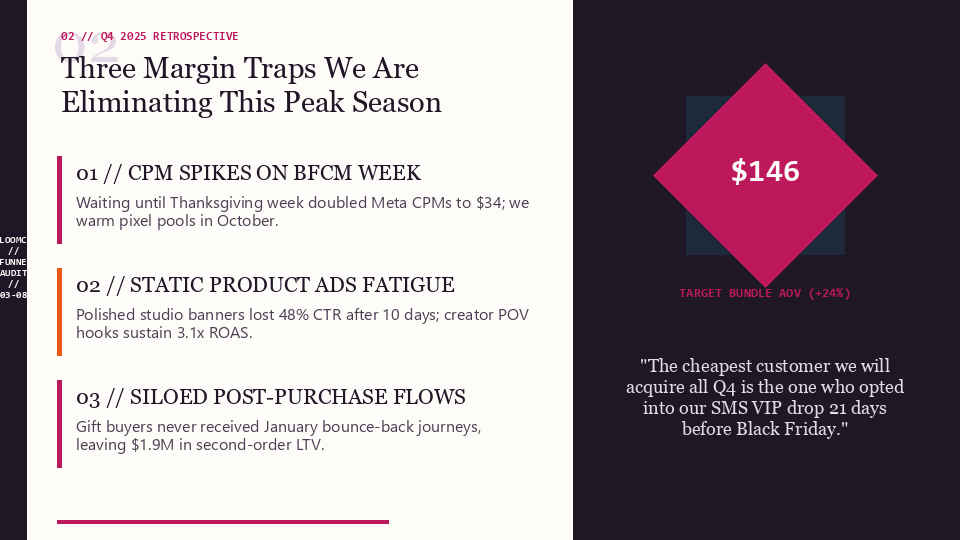 LOOMC
//
FUNNE
AUDIT
//
03-08
02
02 // Q4 2025 RETROSPECTIVE
Three Margin Traps We Are
Eliminating This Peak Season
01 // CPM SPIKES ON BFCM WEEK
Waiting until Thanksgiving week doubled Meta CPMs to $34; we
warm pixel pools in October.
02 // STATIC PRODUCT ADS FATIGUE
Polished studio banners lost 48% CTR after 10 days; creator POV
hooks sustain 3.1x ROAS.
03 // SILOED POST-PURCHASE FLOWS
Gift buyers never received January bounce-back journeys,
leaving $1.9M in second-order LTV.
$146
TARGET BUNDLE AOV (+24%)
"The cheapest customer we will
acquire all Q4 is the one who opted
into our SMS VIP drop 21 days
before Black Friday."